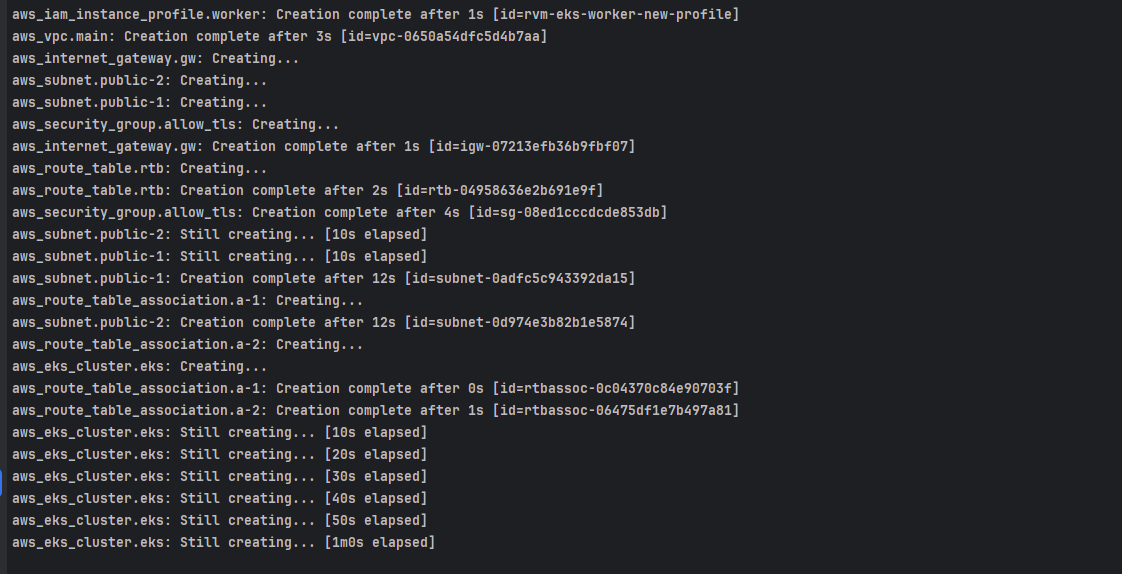 aws_iam_instance_profile.worker: Creation complete after 1s [id=rvm-eks-worker-new-profile]
aws_vpc.main: Creation complete after 3s [id=vpc-0650a54dfc5d4b7aa]
aws_internet_gateway.gw: Creating...
aws_subnet.public-2: Creating...
aws_subnet.public-1: Creating...
aws_security_group.allow_tls: Creating...
aws_internet_gateway.gw: Creation complete after 1s [id=igw-07213efb36b9fbf07]
aws_route_table.rtb: Creating...
aws_route_table.rtb: Creation complete after 2s [id=rtb-04958636e2b691e9f]
aws_security_group.allow_tls: Creation complete after 4s [id=sg-08ed1cccdcde853db]
aws_subnet.public-2: Still creating... [10s elapsed]
aws_subnet.public-1: Still creating... [10s elapsed]
aws_subnet.public-1: Creation complete after 12s [id=subnet-0adfc5c943392da15]
aws_route_table_association.a-1: Creating...
aws_subnet.public-2: Creation complete after 12s [id=subnet-0d974e3b82b1e5874]
aws_route_table_association.a-2: Creating...
aws_eks_cluster.eks: Creating...
aws_route_table_association.a-1: Creation complete after 0s [id=rtbassoc-0c04370c84e90703f]
aws_route_table_association.a-2: Creation complete after 1s [id=rtbassoc-06475df1e7b497a81]
aws_eks_cluster.eks: Still creating... [10s elapsed]
aws_eks_cluster.eks: Still creating... [20s elapsed]
aws_eks_cluster.eks: Still creating... [30s elapsed]
aws_eks_cluster.eks: Still creating... [40s elapsed]
aws_eks_cluster.eks: Still creating... [50s elapsed]
aws_eks_cluster.eks: Still creating... [1m0s elapsed]